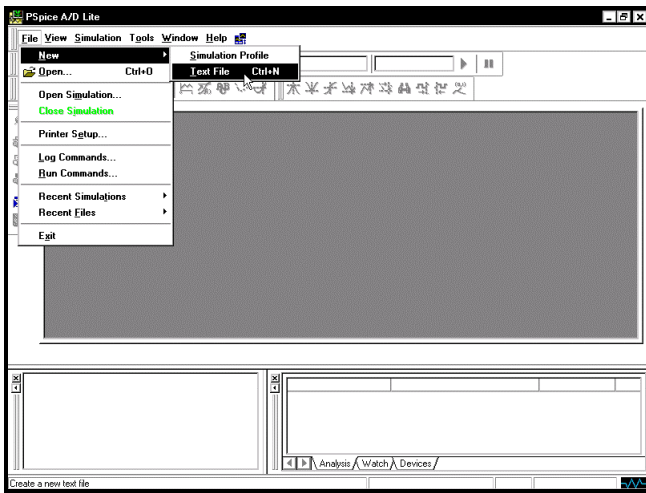 PSpice A/D Lite
File View Simulation Tools Window Help
New
Simulation Profile
Open... Ctrl+O
Text File Ctrl+N
Open Simulation...
Close Simulation
Printer Setup...
Log Commands...
Run Commands...
Recent Simulations
Recent Files
Exit
Analysis Watch Devices
Create a new text file